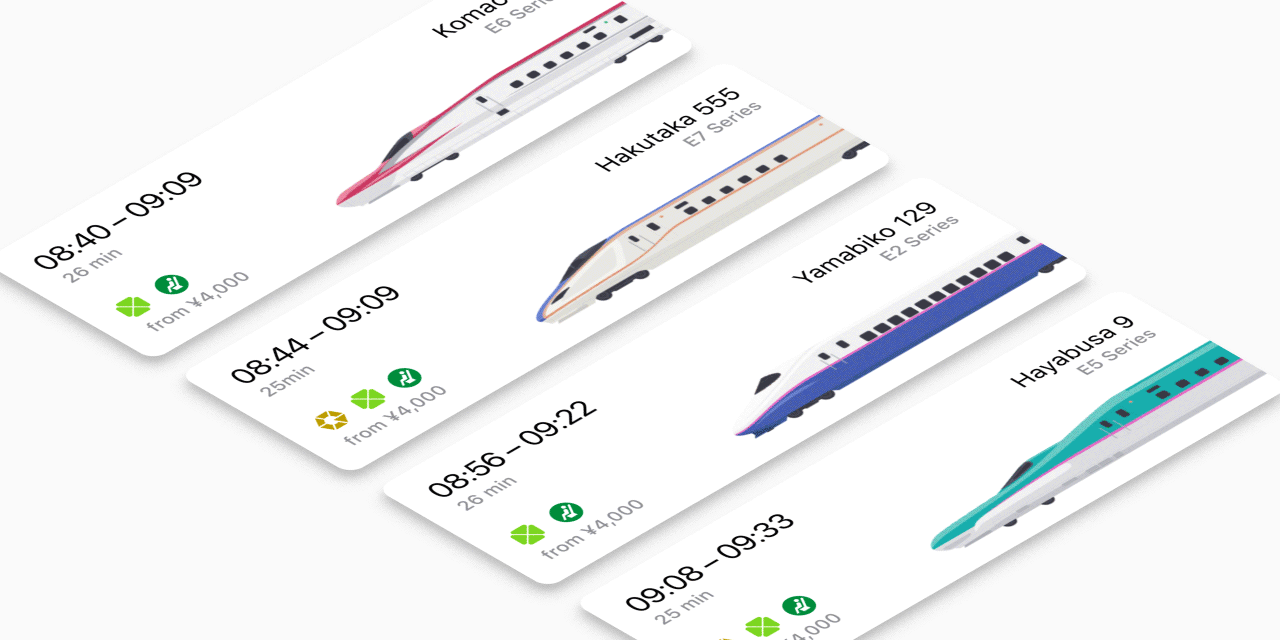 E6
08:40 – 09:09
26 min
from ¥4,000
Hakutaka 555
E7 Series
08:44 – 09:09
25min
from ¥4,000
Yamabiko 129
E2 Series
08:56 – 09:22
26 min
from ¥4,000
Hayabusa 9
E5 Series
09:08 – 09:33
25 min
¥4,000